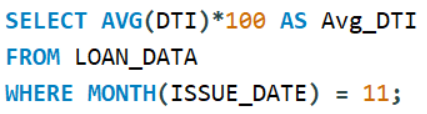 SELECT AVG(DTI)*100 AS Avg_DTI
FROM LOAN_DATA
WHERE MONTH(ISSUE_DATE) = 11;